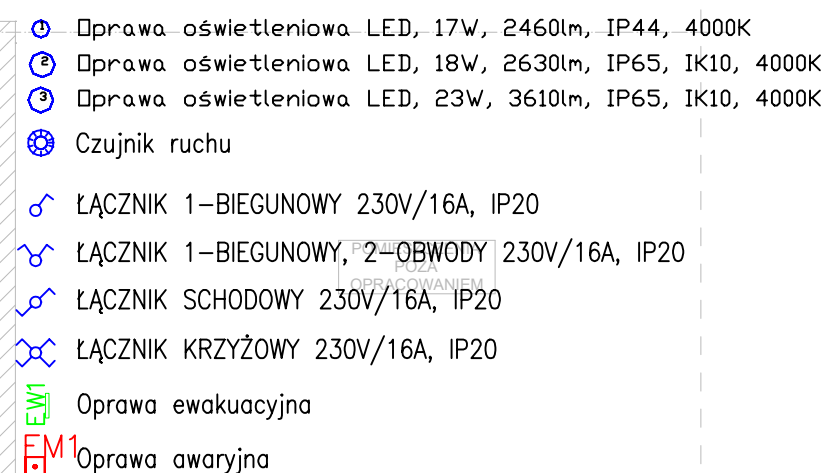 1 Oprawa oświetleniowa LED, 17W, 2460lm, IP44, 4000K
2 Oprawa oświetleniowa LED, 18W, 2630lm, IP65, IK10, 4000K
3 Oprawa oświetleniowa LED, 23W, 3610lm, IP65, IK10, 4000K
Czujnik ruchu
ŁĄCZNIK 1-BIEGUNOWY 230V/16A, IP20
ŁĄCZNIK 1-BIEGUNOWY, 2-OBWODY 230V/16A, IP20
POZA
OPRACOWANIEM
ŁĄCZNIK SCHODOWY 230V/16A, IP20
ŁĄCZNIK KRZYŻOWY 230V/16A, IP20
EW1 Oprawa ewakuacyjna
EM1 Oprawa awaryjna